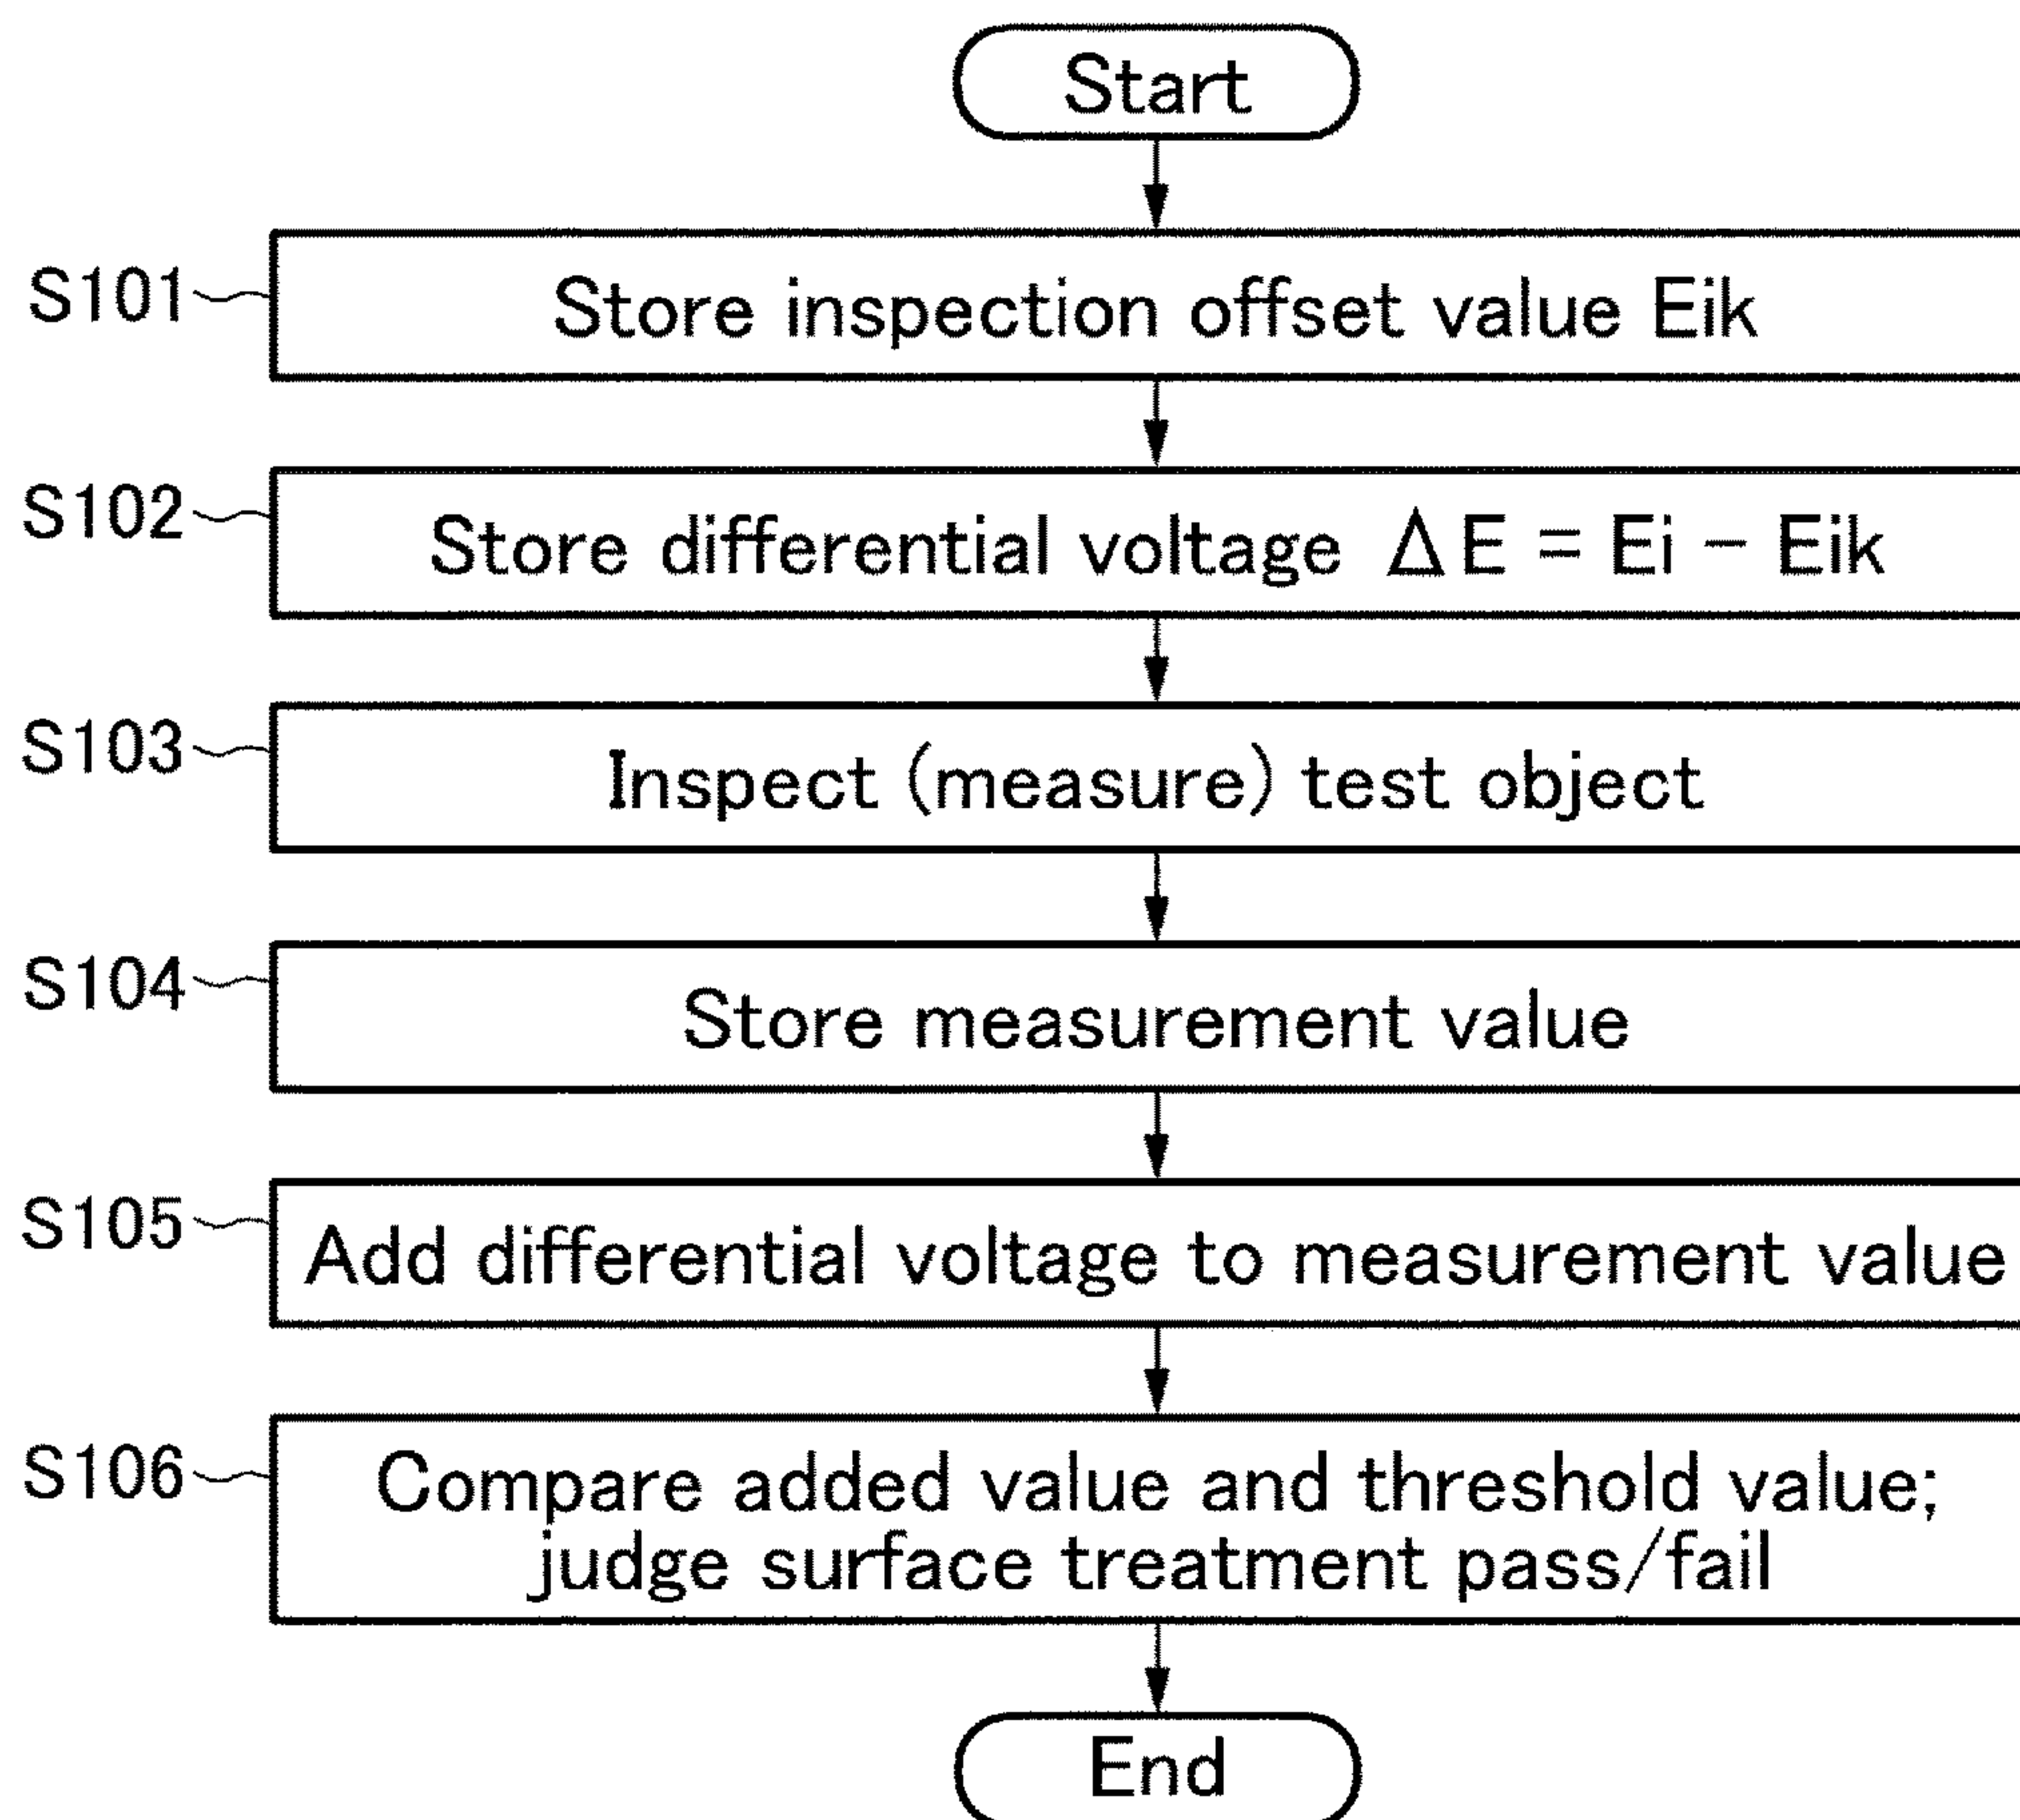 Start
S101
Store inspection offset value Eik
S102
Store differential voltage ΔE = Ei − Eik
S103
Inspect (measure) test object
S104
Store measurement value
S105
Add differential voltage to measurement value
S106
Compare added value and threshold value;
judge surface treatment pass/fail
End